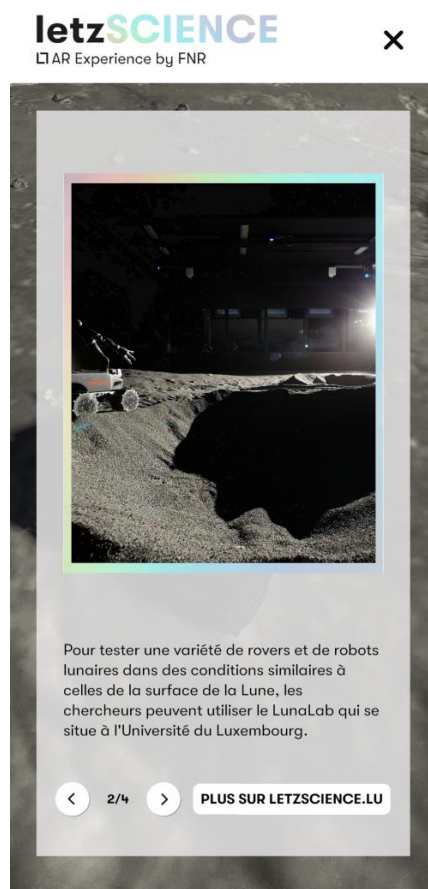 letzSCIENCE
AR Experience by FNR
Pour tester une variété de rovers et de robots
lunaires dans des conditions similaires à
celles de la surface de la Lune, les
chercheurs peuvent utiliser le LunaLab qui se
situe à l'Université du Luxembourg.
2/4
PLUS SUR LETZSCIENCE.LU